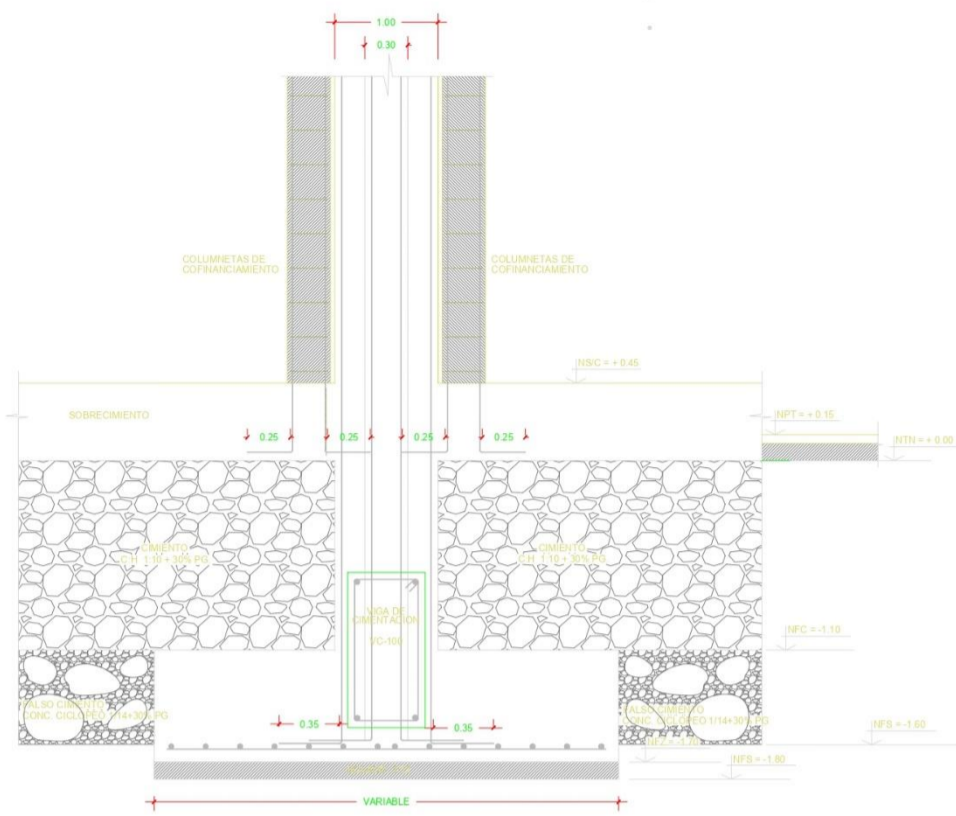 1.00
0.30
COLUMNETAS DE
COFINANCIAMIENTO
COLUMNETAS DE
COFINANCIAMIENTO
NS/C = + 0.45
SOBRECIMIENTO
NPT = + 0.15
NTN = + 0.00
0.25
0.25
0.25
0.25
CIMIENTO
C:H 1:10 + 30% PG
CIMIENTO
C:H 1:10 + 30% PG
VIGA DE
CIMENTACION
VC-100
NFC = -1.10
FALSO CIMIENTO
CONC. CICLOPEO 1/14+30% PG
FALSO CIMIENTO
CONC. CICLOPEO 1/14+30% PG
0.35
0.35
NFS = -1.60
NFZ = -1.70
NFS = -1.80
VARIABLE